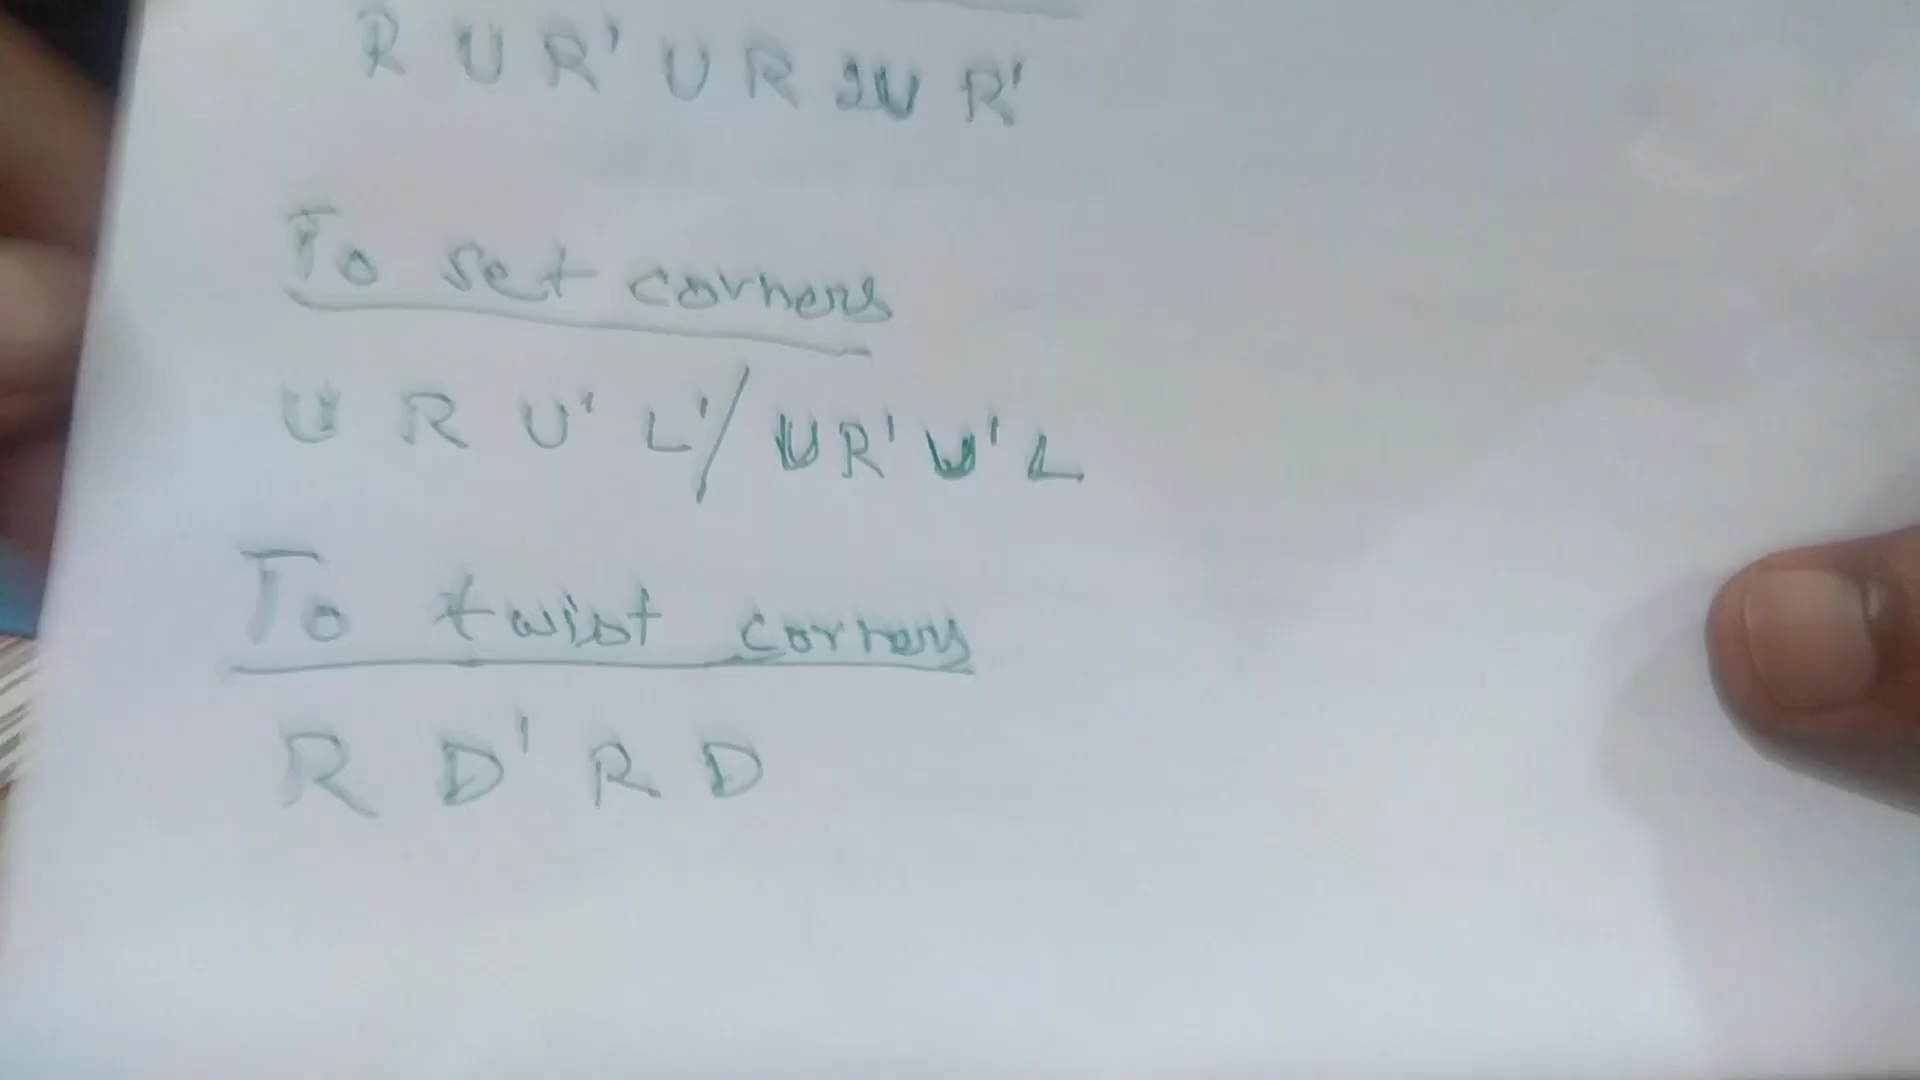 R U R' U R 2U R'
To set corners
U R U' L'/ U R' U' L
To twist corners
R D' R D